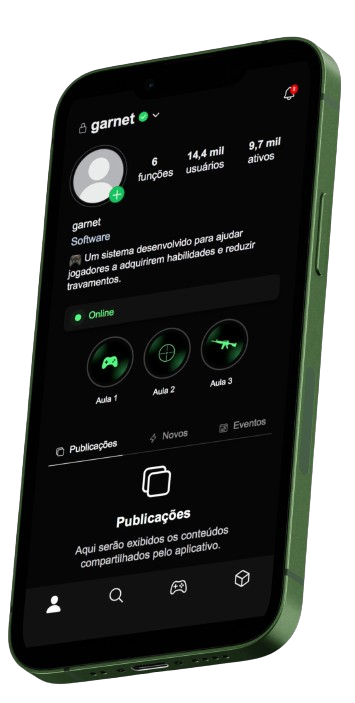 garnet
6
funções
14,4 mil
usuários
9,7 mil
ativos
garnet
Software
Um sistema desenvolvido para ajudar
jogadores a adquirirem habilidades e reduzir
travamentos.
Online
Aula 1
Aula 2
Aula 3
Publicações
Novos
Eventos
Publicações
Aqui serão exibidos os conteúdos
compartilhados pelo aplicativo.